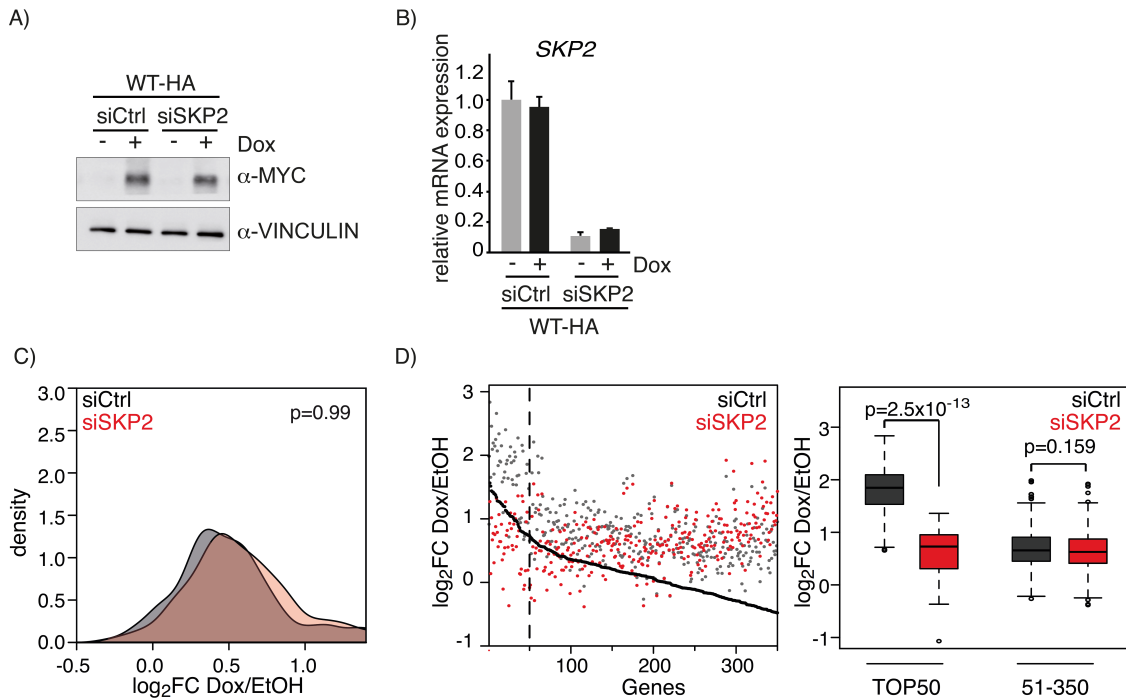 A)
WT-HA
siCtrl siSKP2
- + - + Dox
α-MYC
α-VINCULIN
B)
SKP2
relative mRNA expression
1.2
1.0
0.8
0.6
0.4
0.2
0
- + - + Dox
siCtrl siSKP2
WT-HA
C)
siCtrl
siSKP2
p=0.99
density
3.0
2.5
2.0
1.5
1.0
0.5
0.0
-0.5 0.0 0.5 1.0
log₂FC Dox/EtOH
D)
siCtrl
siSKP2
log₂FC Dox/EtOH
3
2
1
0
-1
100 200 300
Genes
siCtrl
siSKP2
p=2.5x10⁻¹³
p=0.159
log₂FC Dox/EtOH
3
2
1
0
-1
TOP50 51-350